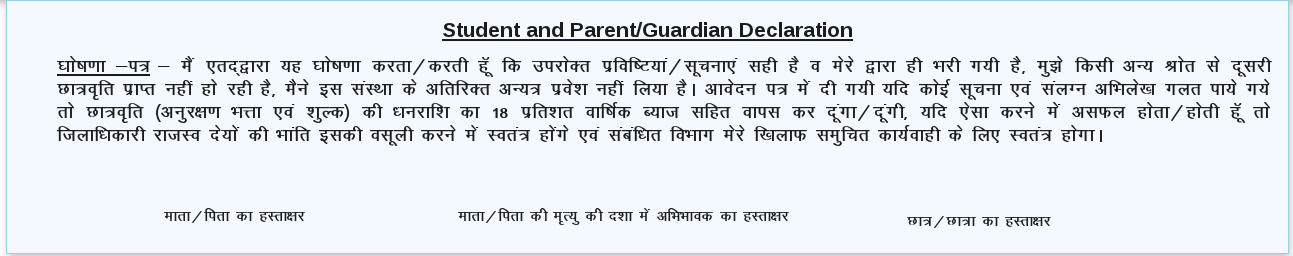 Student and Parent/Guardian Declaration
घोषणा –पत्र – मैं एतद्द्वारा यह घोषणा करता/करती हूँ कि उपरोक्त प्रविष्टियां/सूचनाएं सही है व मेरे द्वारा ही भरी गयी है, मुझे किसी अन्य श्रोत से दूसरी
छात्रवृति प्राप्त नहीं हो रही है, मैने इस संस्था के अतिरिक्त अन्यत्र प्रवेश नहीं लिया है। आवेदन पत्र में दी गयी यदि कोई सूचना एवं संलग्न अभिलेख गलत पाये गये
तो छात्रवृति (अनुरक्षण भत्ता एवं शुल्क) की धनराशि का 18 प्रतिशत वार्षिक ब्याज सहित वापस कर दूंगा/दूंगी, यदि ऐसा करने में असफल होता/होती हूँ तो
जिलाधिकारी राजस्व देयों की भांति इसकी वसूली करने में स्वतंत्र होंगे एवं संबंधित विभाग मेरे खिलाफ समुचित कार्यवाही के लिए स्वतंत्र होगा।
माता/पिता का हस्ताक्षर माता/पिता की मृत्यु की दशा में अभिभावक का हस्ताक्षर छात्र/छात्रा का हस्ताक्षर